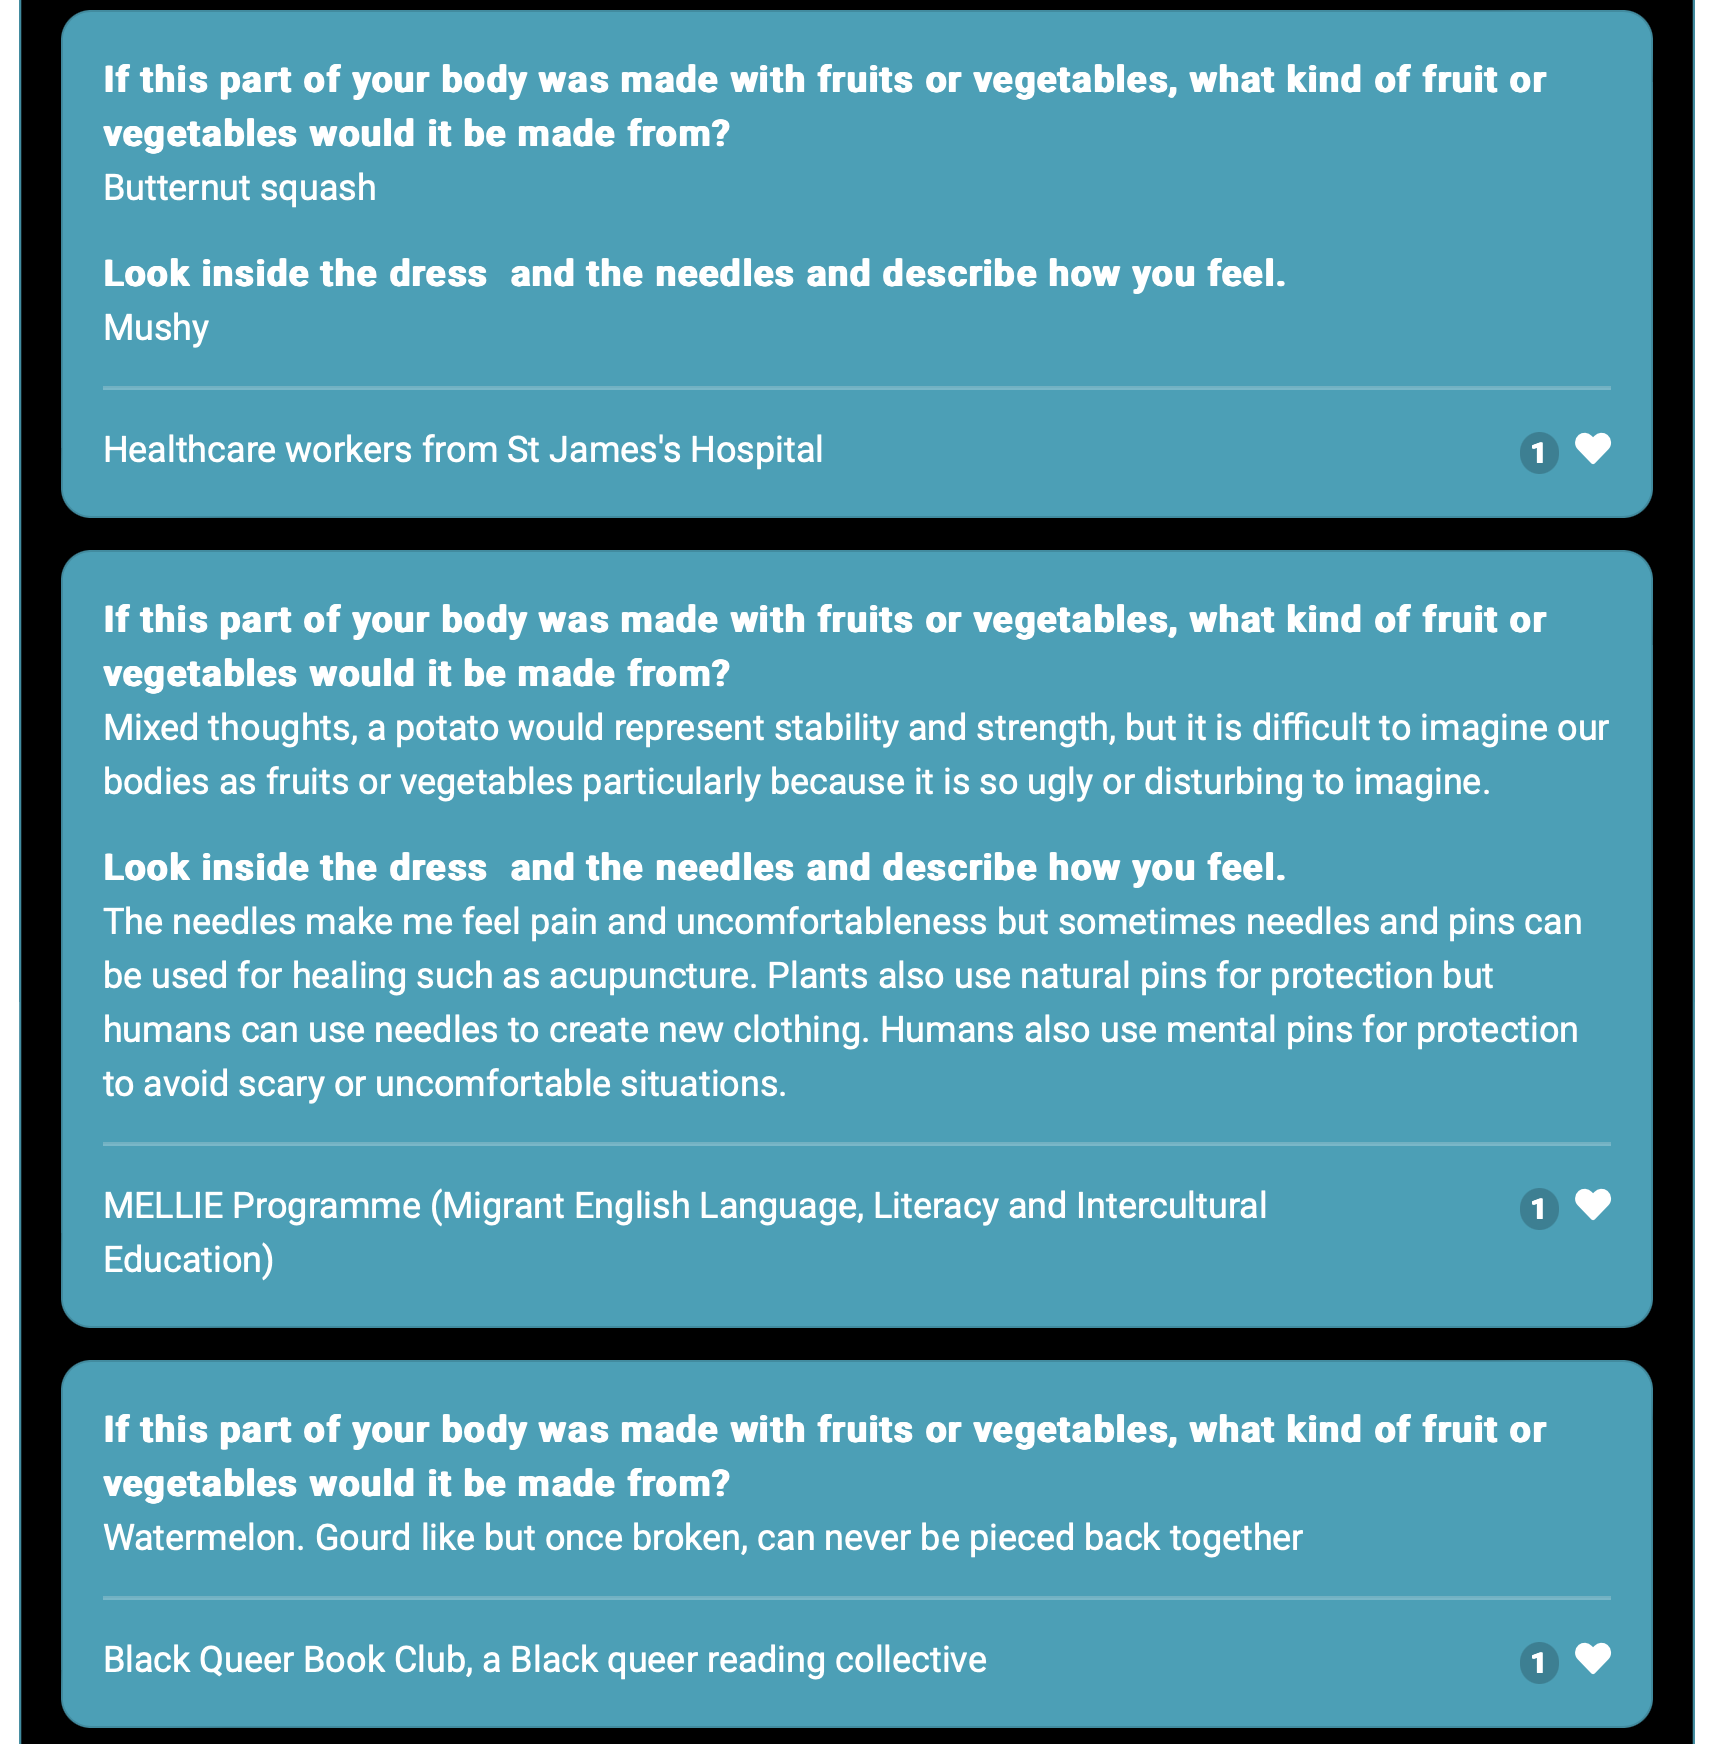 If this part of your body was made with fruits or vegetables, what kind of fruit or
vegetables would it be made from?
Butternut squash
Look inside the dress  and the needles and describe how you feel.
Mushy
Healthcare workers from St James's Hospital
1
If this part of your body was made with fruits or vegetables, what kind of fruit or
vegetables would it be made from?
Mixed thoughts, a potato would represent stability and strength, but it is difficult to imagine our
bodies as fruits or vegetables particularly because it is so ugly or disturbing to imagine.
Look inside the dress  and the needles and describe how you feel.
The needles make me feel pain and uncomfortableness but sometimes needles and pins can
be used for healing such as acupuncture. Plants also use natural pins for protection but
humans can use needles to create new clothing. Humans also use mental pins for protection
to avoid scary or uncomfortable situations.
MELLIE Programme (Migrant English Language, Literacy and Intercultural
Education)
1
If this part of your body was made with fruits or vegetables, what kind of fruit or
vegetables would it be made from?
Watermelon. Gourd like but once broken, can never be pieced back together
Black Queer Book Club, a Black queer reading collective
1